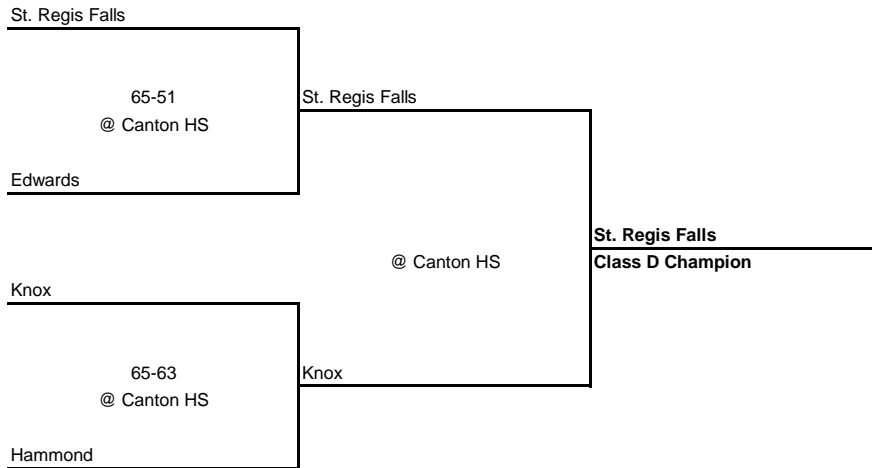 St. Regis Falls
65-51
@ Canton HS
St. Regis Falls
Edwards
St. Regis Falls
@ Canton HS
Class D Champion
Knox
65-63
@ Canton HS
Knox
Hammond